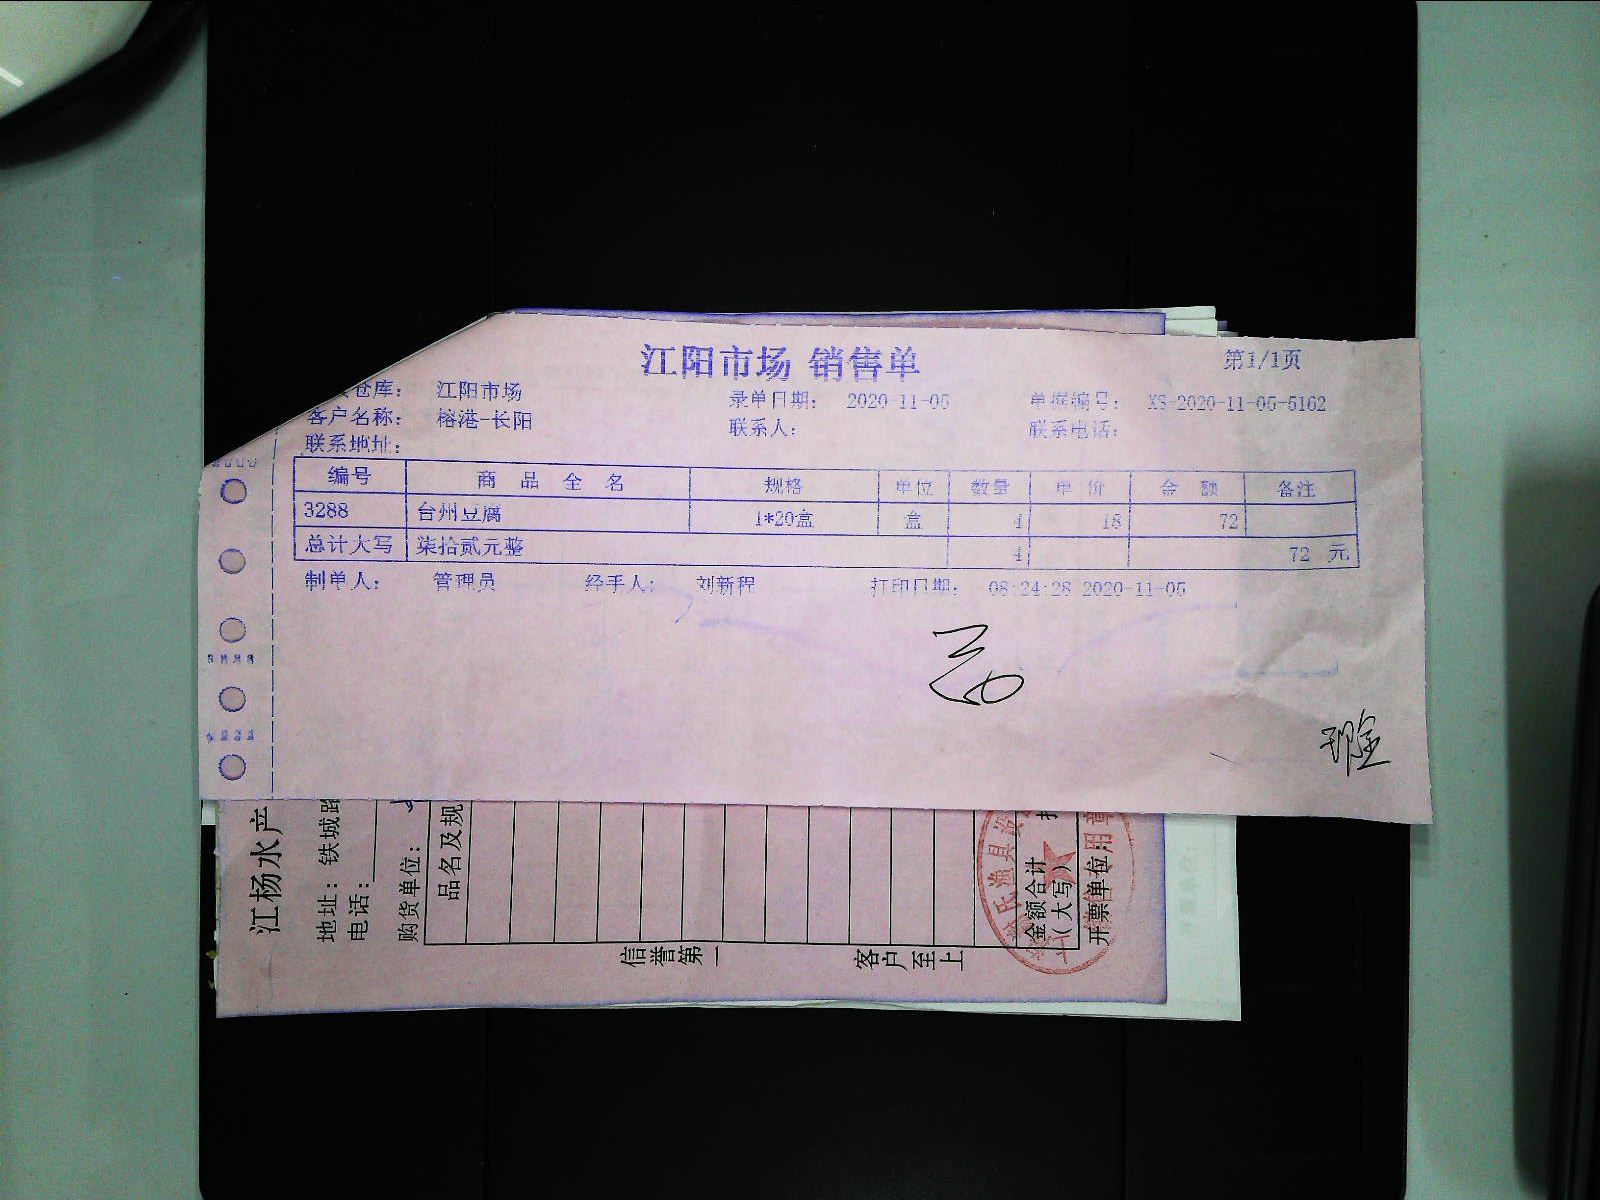 江阳市场 销售单
第1/1页
仓库： 江阳市场
录单日期： 2020-11-05
单据编号： XS-2020-11-05-5162
客户名称： 榕港-长阳
联系人：
联系电话：
联系地址：
编号 商品全名 规格 单位 数量 单价 金额 备注
3288 台州豆腐 1*20盒 盒 4 18 72
总计大写 柒拾贰元整 4 72 元
制单人： 管理员 经手人： 刘新程 打印日期： 08:24:28 2020-11-05
江杨水产
地址：铁城路
电话：
购货单位：
品名及规
金额合计
(大写)
开票单位
信誉第一
客户至上